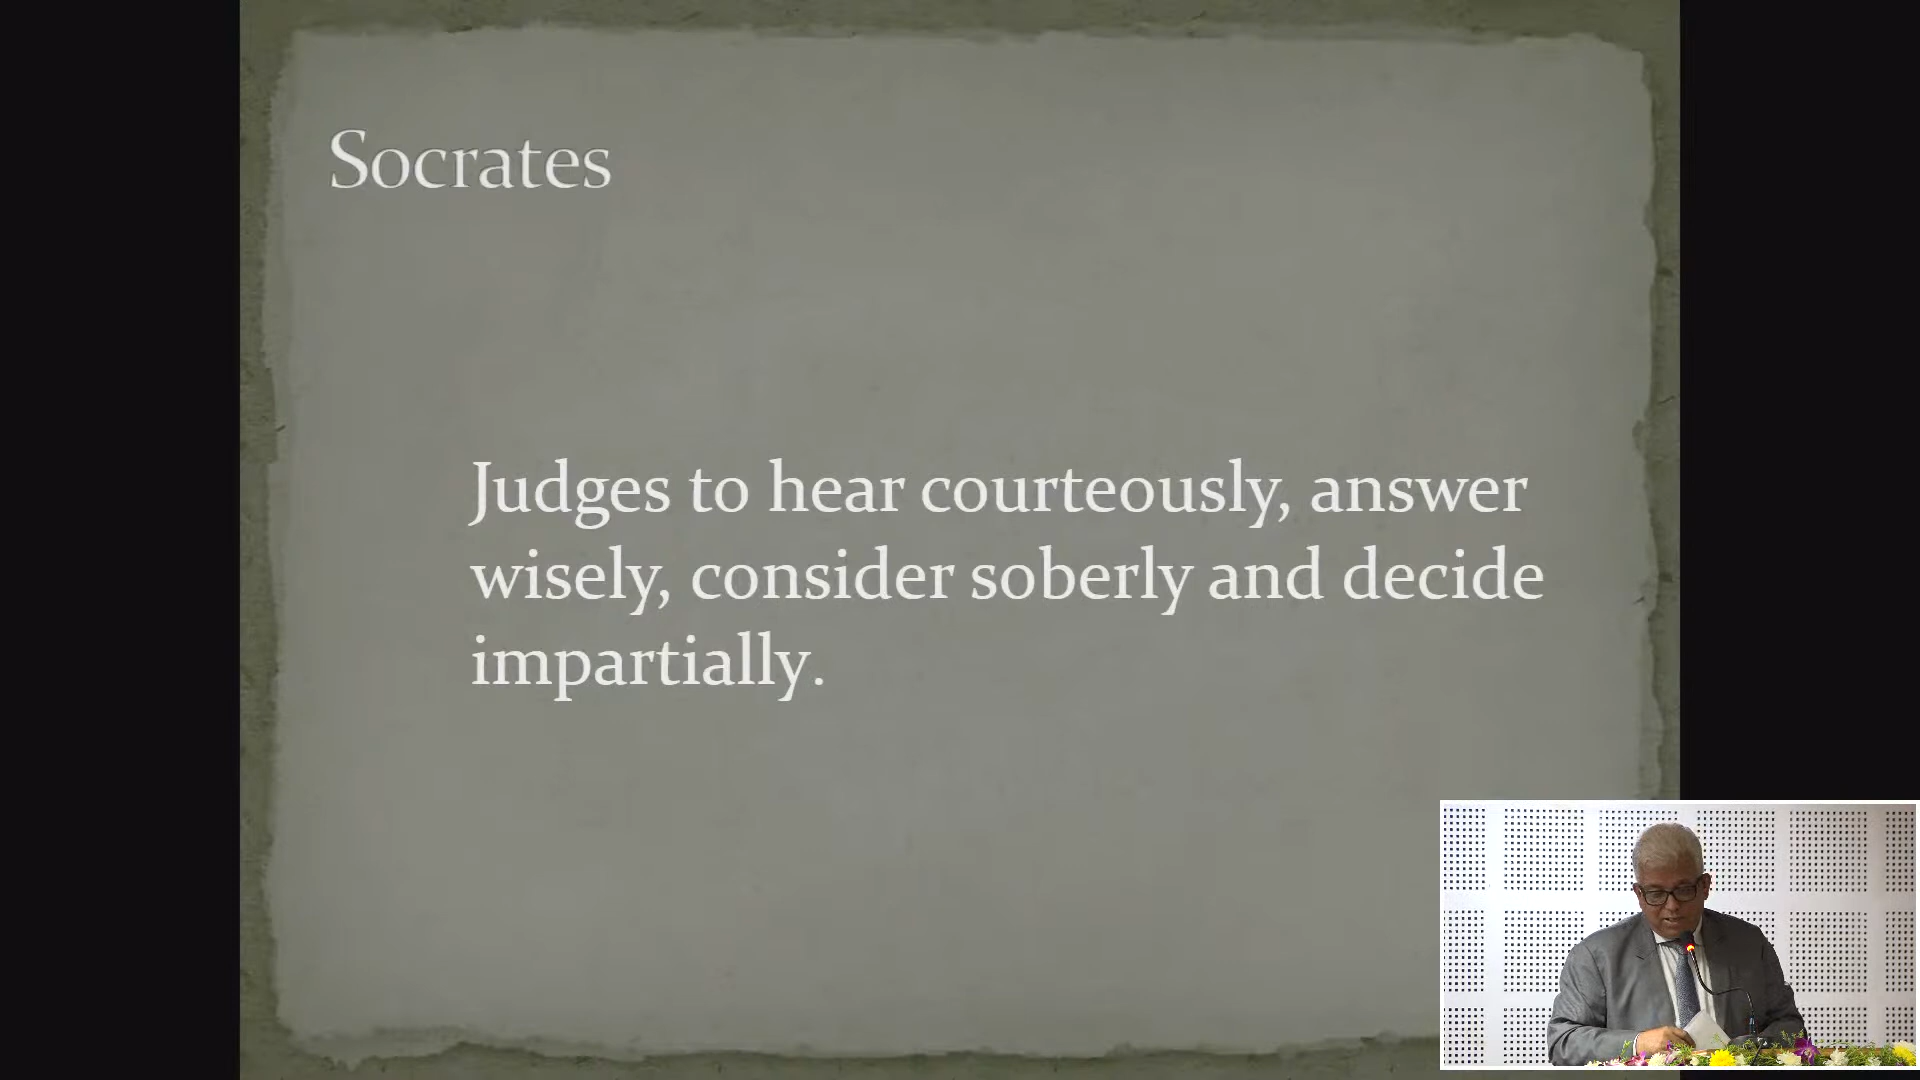 Socrates
Judges to hear courteously, answer
wisely, consider soberly and decide
impartially.